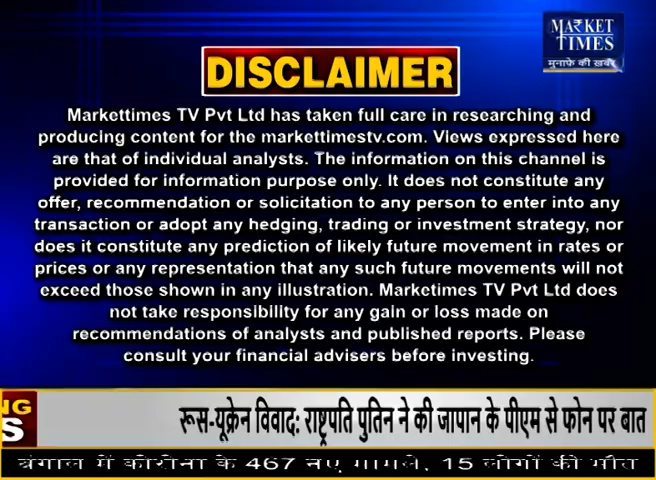 MARKET
TIMES
मुनाफे की ख़बर
DISCLAIMER
Markettimes TV Pvt Ltd has taken full care in researching and
producing content for the markettimestv.com. Views expressed here
are that of individual analysts. The information on this channel is
provided for information purpose only. It does not constitute any
offer, recommendation or solicitation to any person to enter into any
transaction or adopt any hedging, trading or investment strategy, nor
does it constitute any prediction of likely future movement in rates or
prices or any representation that any such future movements will not
exceed those shown in any illustration. Marketimes TV Pvt Ltd does
not take responsibility for any gain or loss made on
recommendations of analysts and published reports. Please
consult your financial advisers before investing.
NG
S
रूस-यूक्रेन विवाद: राष्ट्रपति पुतिन ने की जापान के पीएम से फोन पर बात
बंगाल में कोरोना के 467 नए मामले, 15 लोगों की मौत